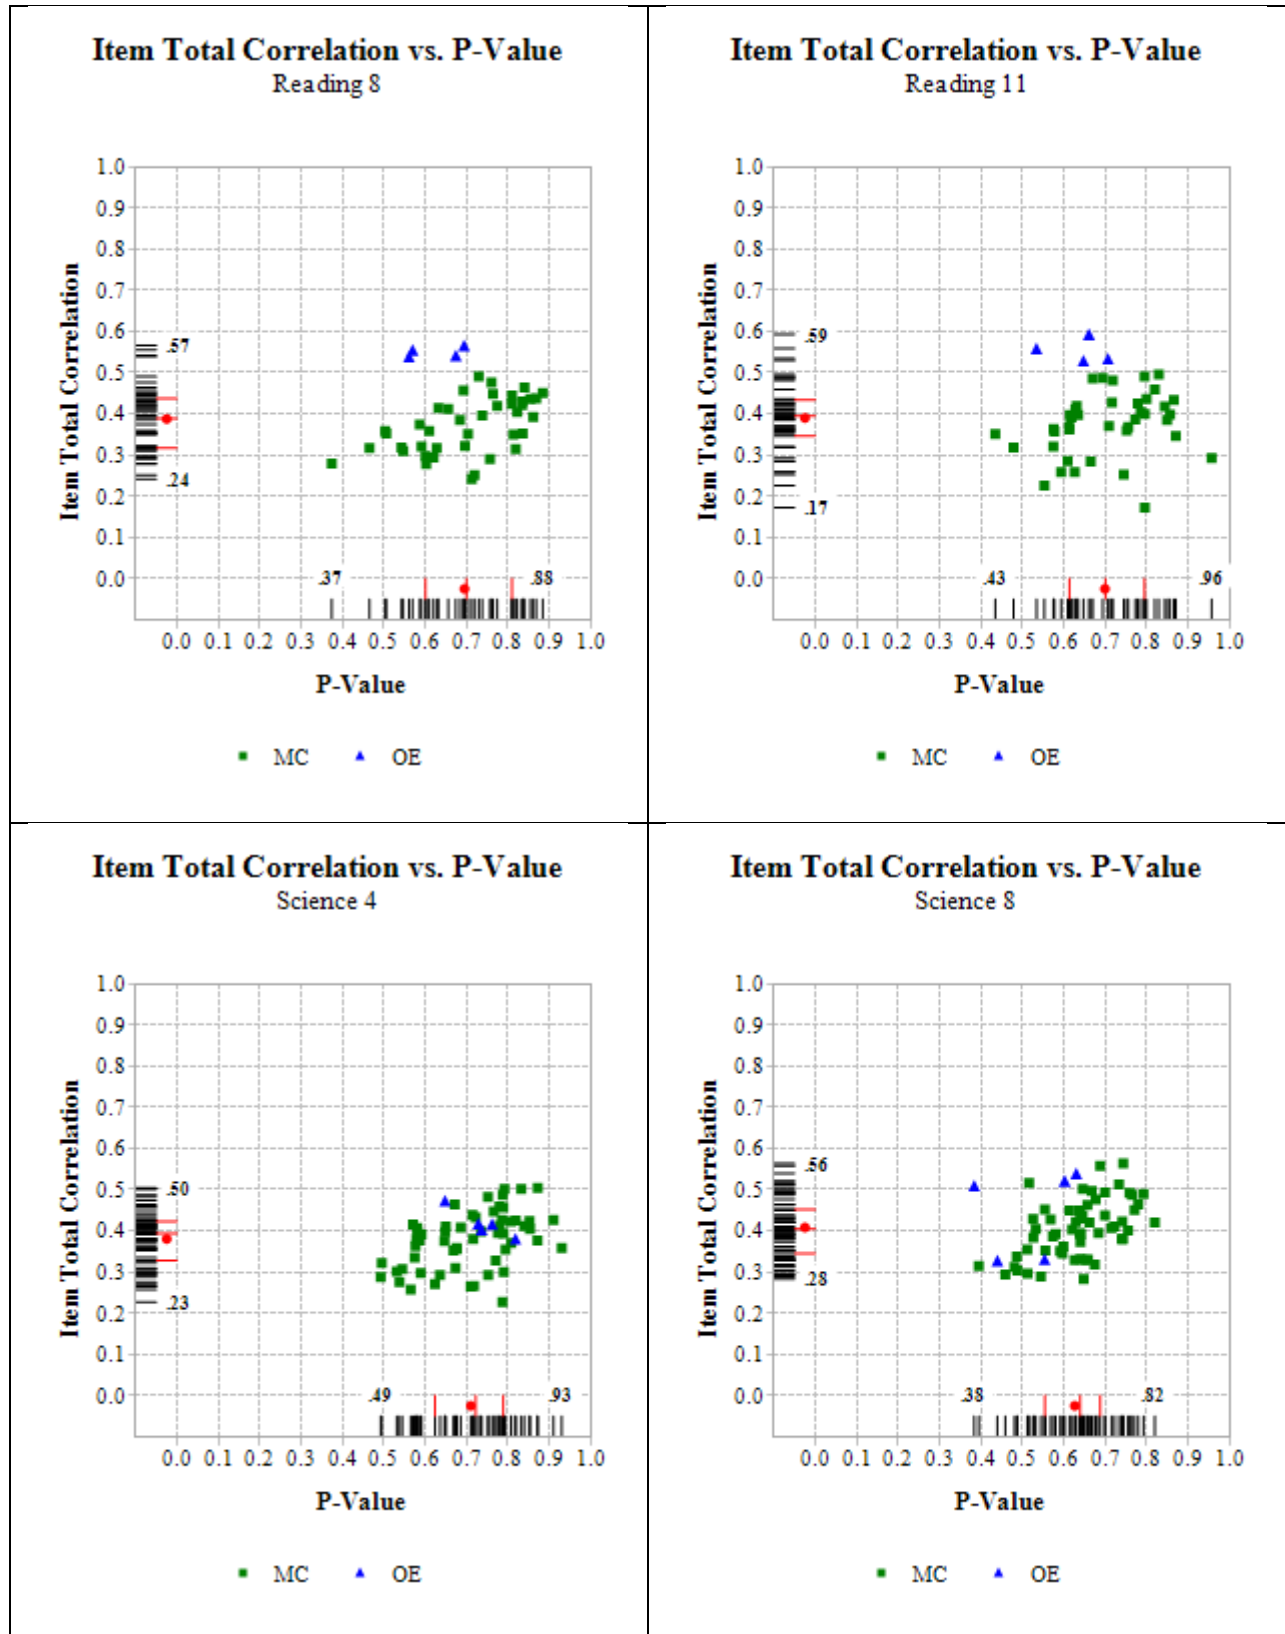 Item Total Correlation vs. P-Value
Reading 8
1.0
0.9
0.8
0.7
0.6
0.5
0.4
0.3
0.2
0.1
0.0
Item Total Correlation
.57
.24
.37
.88
0.0 0.1 0.2 0.3 0.4 0.5 0.6 0.7 0.8 0.9 1.0
P-Value
MC OE
Item Total Correlation vs. P-Value
Reading 11
1.0
0.9
0.8
0.7
0.6
0.5
0.4
0.3
0.2
0.1
0.0
Item Total Correlation
.59
.17
.43
.96
0.0 0.1 0.2 0.3 0.4 0.5 0.6 0.7 0.8 0.9 1.0
P-Value
MC OE
Item Total Correlation vs. P-Value
Science 4
1.0
0.9
0.8
0.7
0.6
0.5
0.4
0.3
0.2
0.1
0.0
Item Total Correlation
.50
.23
.49
.93
0.0 0.1 0.2 0.3 0.4 0.5 0.6 0.7 0.8 0.9 1.0
P-Value
MC OE
Item Total Correlation vs. P-Value
Science 8
1.0
0.9
0.8
0.7
0.6
0.5
0.4
0.3
0.2
0.1
0.0
Item Total Correlation
.56
.28
.38
.82
0.0 0.1 0.2 0.3 0.4 0.5 0.6 0.7 0.8 0.9 1.0
P-Value
MC OE